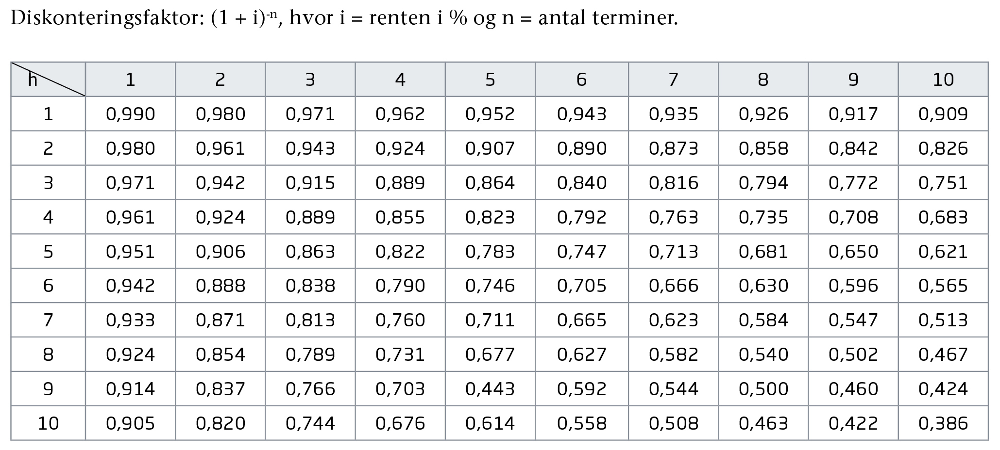 Diskonteringsfaktor: (1 + i)-n, hvor i = renten i % og n = antal terminer.
h 1 2 3 4 5 6 7 8 9 10
1 0,990 0,980 0,971 0,962 0,952 0,943 0,935 0,926 0,917 0,909
2 0,980 0,961 0,943 0,924 0,907 0,890 0,873 0,858 0,842 0,826
3 0,971 0,942 0,915 0,889 0,864 0,840 0,816 0,794 0,772 0,751
4 0,961 0,924 0,889 0,855 0,823 0,792 0,763 0,735 0,708 0,683
5 0,951 0,906 0,863 0,822 0,783 0,747 0,713 0,681 0,650 0,621
6 0,942 0,888 0,838 0,790 0,746 0,705 0,666 0,630 0,596 0,565
7 0,933 0,871 0,813 0,760 0,711 0,665 0,623 0,584 0,547 0,513
8 0,924 0,854 0,789 0,731 0,677 0,627 0,582 0,540 0,502 0,467
9 0,914 0,837 0,766 0,703 0,443 0,592 0,544 0,500 0,460 0,424
10 0,905 0,820 0,744 0,676 0,614 0,558 0,508 0,463 0,422 0,386